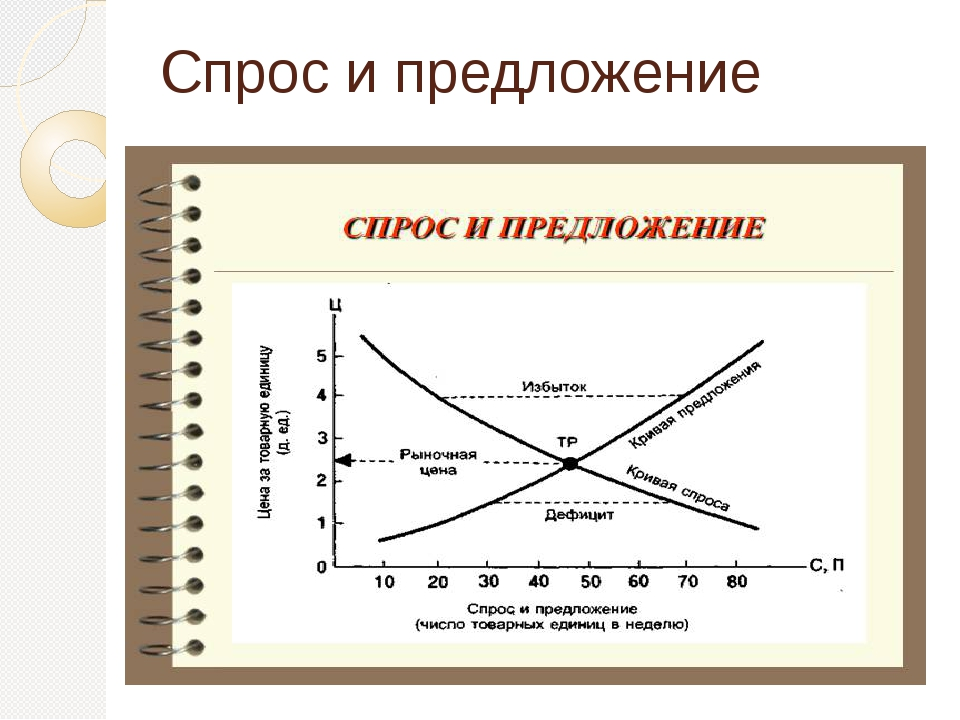 Спрос и предложение
СПРОС И ПРЕДЛОЖЕНИЕ
Ц
Цена за товарную единицу
(д. ед.)
5
4
3
2
1
0
Избыток
ТР
Рыночная
цена
Дефицит
Кривая предложения
Кривая спроса
10 20 30 40 50 60 70 80
С, П
Спрос и предложение
(число товарных единиц в неделю)